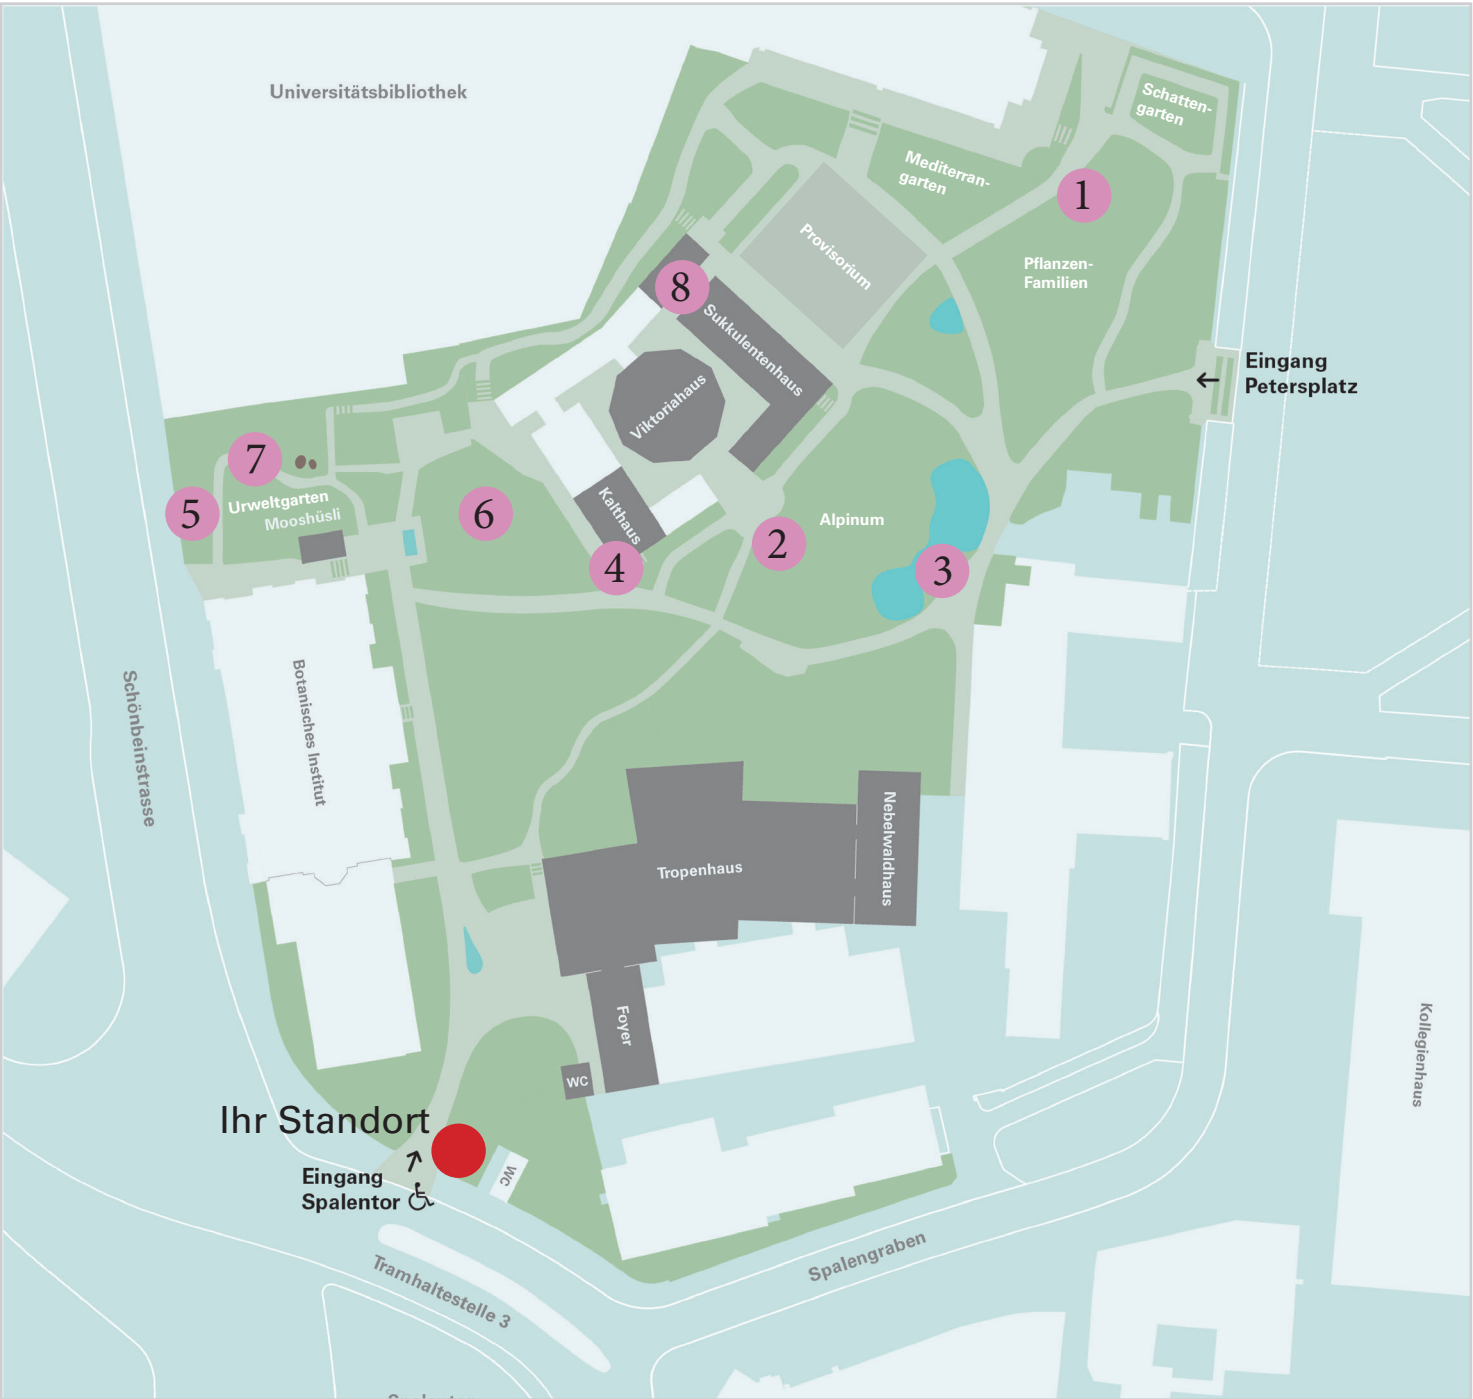 Universitätsbibliothek
Schatten-
garten
Mediterran-
garten
1
Provisorium
Pflanzen-
Familien
8
Sukkulentenhaus
Eingang
Petersplatz
Viktoriahaus
7
5
Urweltgarten
Mooshüsli
6
Kalthaus
4
2
Alpinum
3
Schönbeinstrasse
Botanisches Institut
Tropenhaus
Nebelwaldhaus
Foyer
WC
Kollegienhaus
Ihr Standort
Eingang
Spalentor
WC
Tramhaltestelle 3
Spalengraben